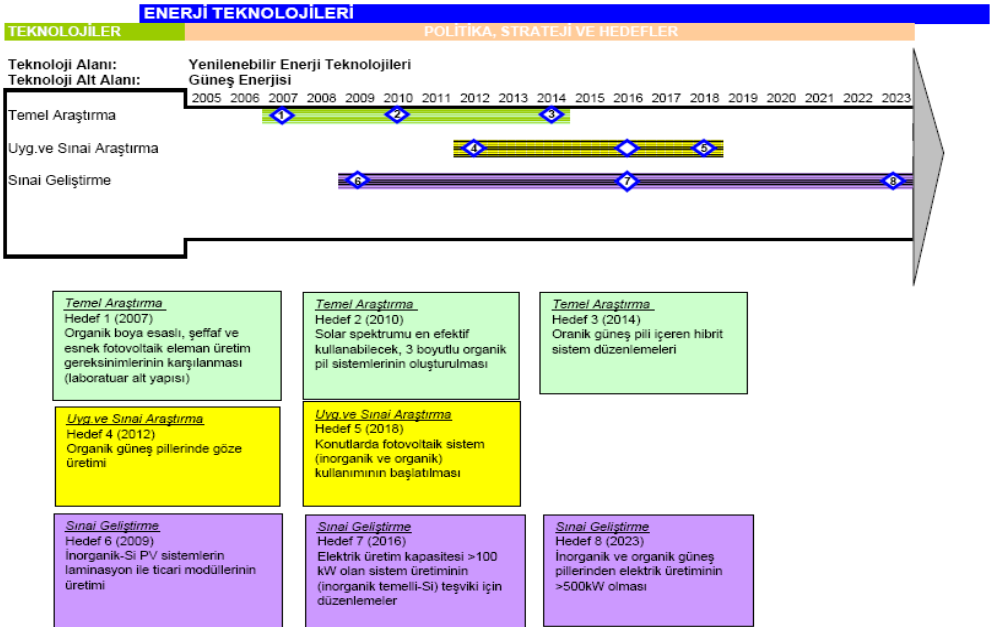 ENERJİ TEKNOLOJİLERİ
TEKNOLOJİLER
POLİTİKA, STRATEJİ VE HEDEFLER
Teknoloji Alanı: Yenilenebilir Enerji Teknolojileri
Teknoloji Alt Alanı: Güneş Enerjisi
2005 2006 2007 2008 2009 2010 2011 2012 2013 2014 2015 2016 2017 2018 2019 2020 2021 2022 2023
Temel Araştırma
1 2 3
Uyg.ve Sınai Araştırma
4 5
Sınai Geliştirme
6 7 8
Temel Araştırma
Hedef 1 (2007)
Organik boya esaslı, şeffaf ve
esnek fotovoltaik eleman üretim
gereksinimlerinin karşılanması
(laboratuar alt yapısı)
Temel Araştırma
Hedef 2 (2010)
Solar spektrumu en efektif
kullanabilecek, 3 boyutlu organik
pil sistemlerinin oluşturulması
Temel Araştırma
Hedef 3 (2014)
Oranik güneş pili içeren hibrit
sistem düzenlemeleri
Uyg.ve Sınai Araştırma
Hedef 4 (2012)
Organik güneş pillerinde göze
üretimi
Uyg.ve Sınai Araştırma
Hedef 5 (2018)
Konutlarda fotovoltaik sistem
(inorganik ve organik)
kullanımının başlatılması
Sınai Geliştirme
Hedef 6 (2009)
İnorganik-Si PV sistemlerin
laminasyon ile ticari modüllerinin
üretimi
Sınai Geliştirme
Hedef 7 (2016)
Elektrik üretim kapasitesi >100
kW olan sistem üretiminin
(inorganik temelli-Si) teşviki için
düzenlemeler
Sınai Geliştirme
Hedef 8 (2023)
İnorganik ve organik güneş
pillerinden elektrik üretiminin
>500kW olması